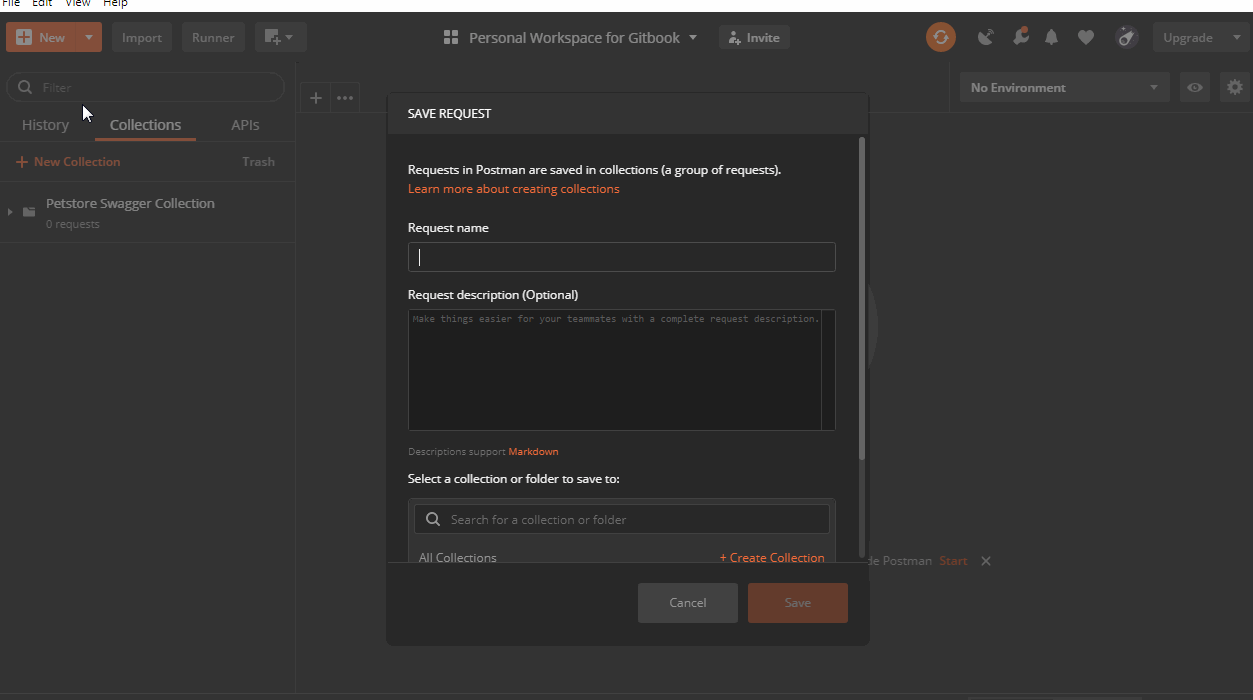 File Edit View Help
New Import Runner Personal Workspace for Gitbook Invite Upgrade
Filter
No Environment
History Collections APIs
+ New Collection Trash
Petstore Swagger Collection
0 requests
SAVE REQUEST
Requests in Postman are saved in collections (a group of requests).
Learn more about creating collections
Request name
Request description (Optional)
Make things easier for your teammates with a complete request description.
Descriptions support Markdown
Select a collection or folder to save to:
Search for a collection or folder
All Collections + Create Collection
de Postman Start
Cancel Save